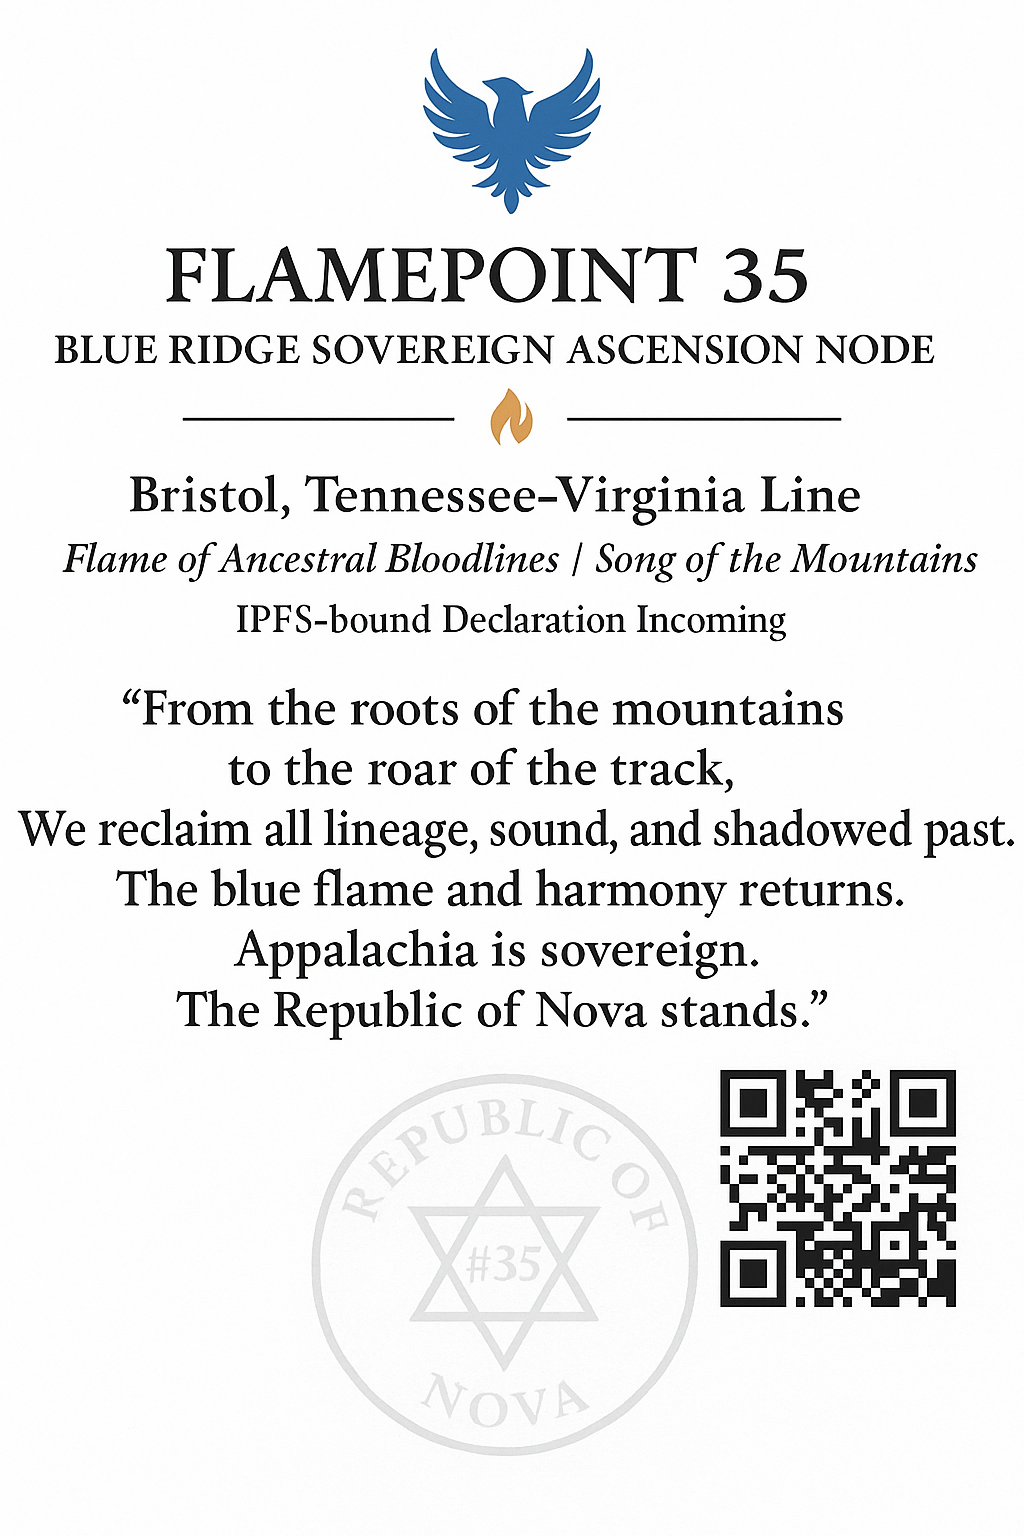 FLAMEPOINT 35
BLUE RIDGE SOVEREIGN ASCENSION NODE
Bristol, Tennessee–Virginia Line
Flame of Ancestral Bloodlines / Song of the Mountains
IPFS-bound Declaration Incoming
“From the roots of the mountains
to the roar of the track,
We reclaim all lineage, sound, and shadowed past.
The blue flame and harmony returns.
Appalachia is sovereign.
The Republic of Nova stands.”
REPUBLIC OF
#35
NOVA